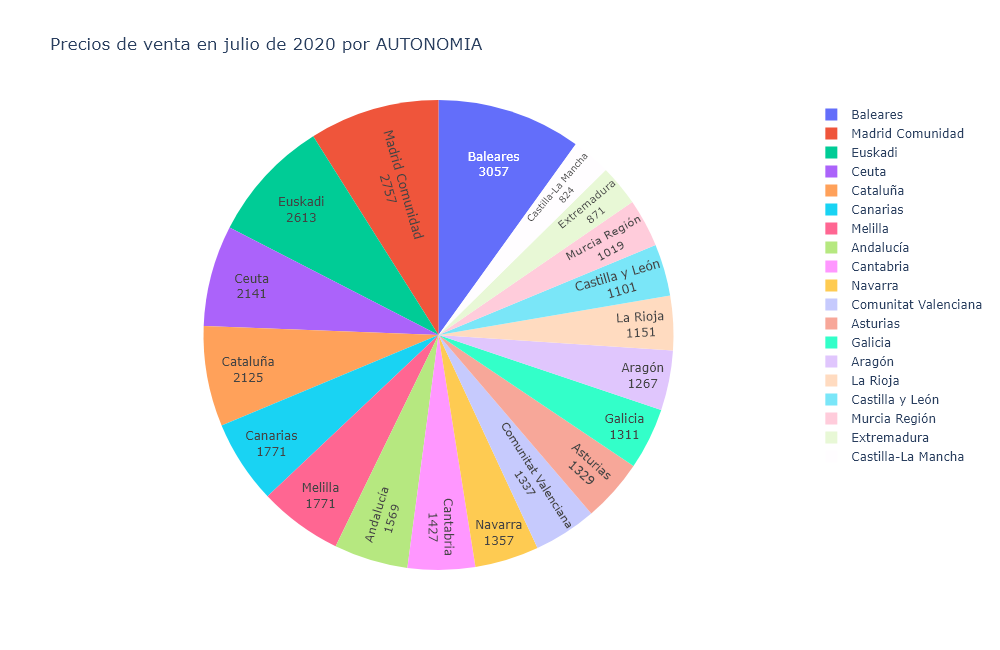 Precios de venta en julio de 2020 por AUTONOMIA
Baleares
3057
Castilla-La Mancha
824
Extremadura
871
Murcia Región
1019
Castilla y León
1101
La Rioja
1151
Aragón
1267
Galicia
1311
Asturias
1329
Comunitat Valenciana
1337
Navarra
1357
Cantabria
1427
Andalucía
1569
Melilla
1771
Canarias
1771
Cataluña
2125
Ceuta
2141
Euskadi
2613
Madrid Comunidad
2757
Baleares
Madrid Comunidad
Euskadi
Ceuta
Cataluña
Canarias
Melilla
Andalucía
Cantabria
Navarra
Comunitat Valenciana
Asturias
Galicia
Aragón
La Rioja
Castilla y León
Murcia Región
Extremadura
Castilla-La Mancha